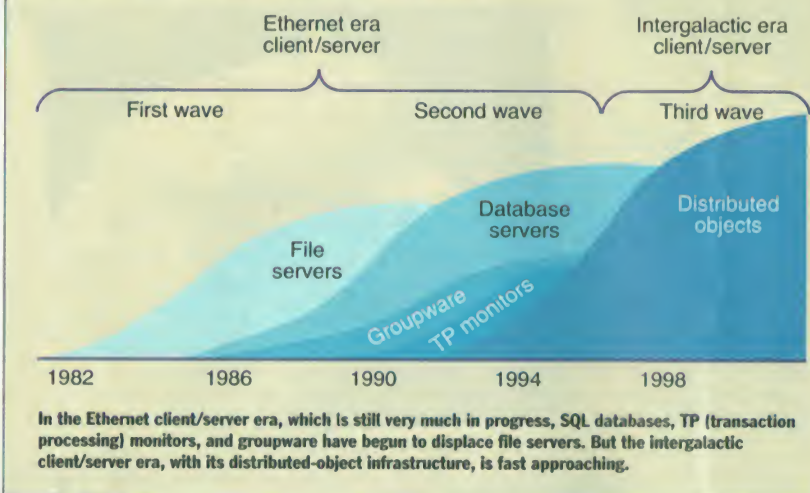 Ethernet era
client/server
Intergalactic era
client/server
First wave
Second wave
Third wave
File
servers
Database
servers
Groupware
TP monitors
Distributed
objects
1982
1986
1990
1994
1998
In the Ethernet client/server era, which is still very much in progress, SQL databases, TP (transaction
processing) monitors, and groupware have begun to displace file servers. But the intergalactic
client/server era, with its distributed-object infrastructure, is fast approaching.